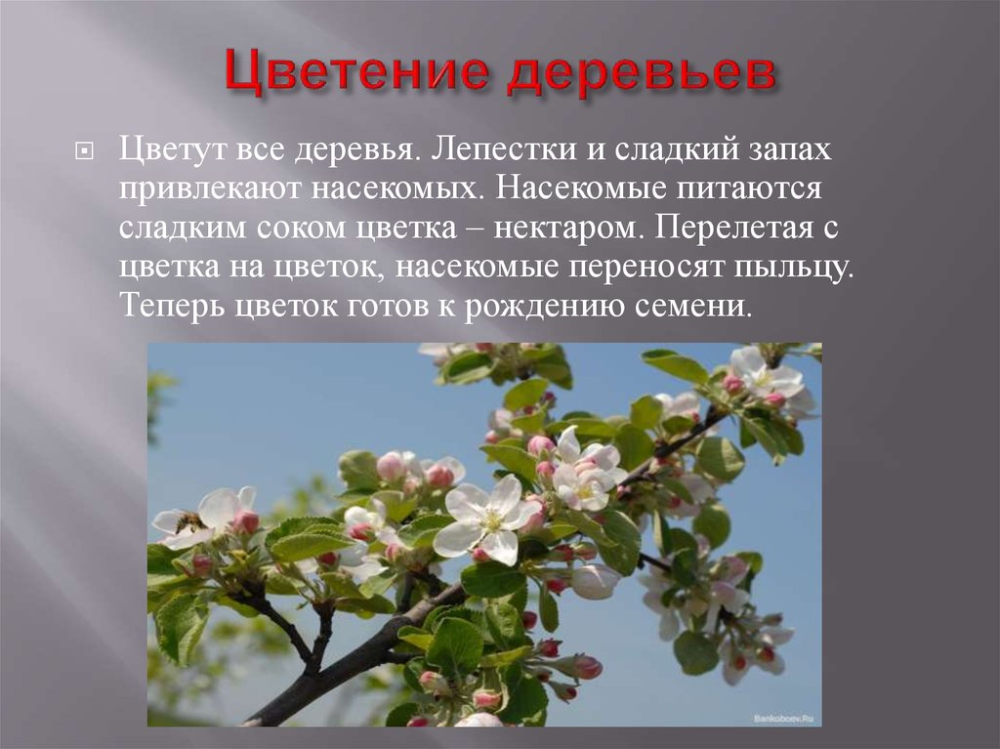 Цветение деревьев
Цветут все деревья. Лепестки и сладкий запах
привлекают насекомых. Насекомые питаются
сладким соком цветка – нектаром. Перелетая с
цветка на цветок, насекомые переносят пыльцу.
Теперь цветок готов к рождению семени.
Bankoboev.Ru